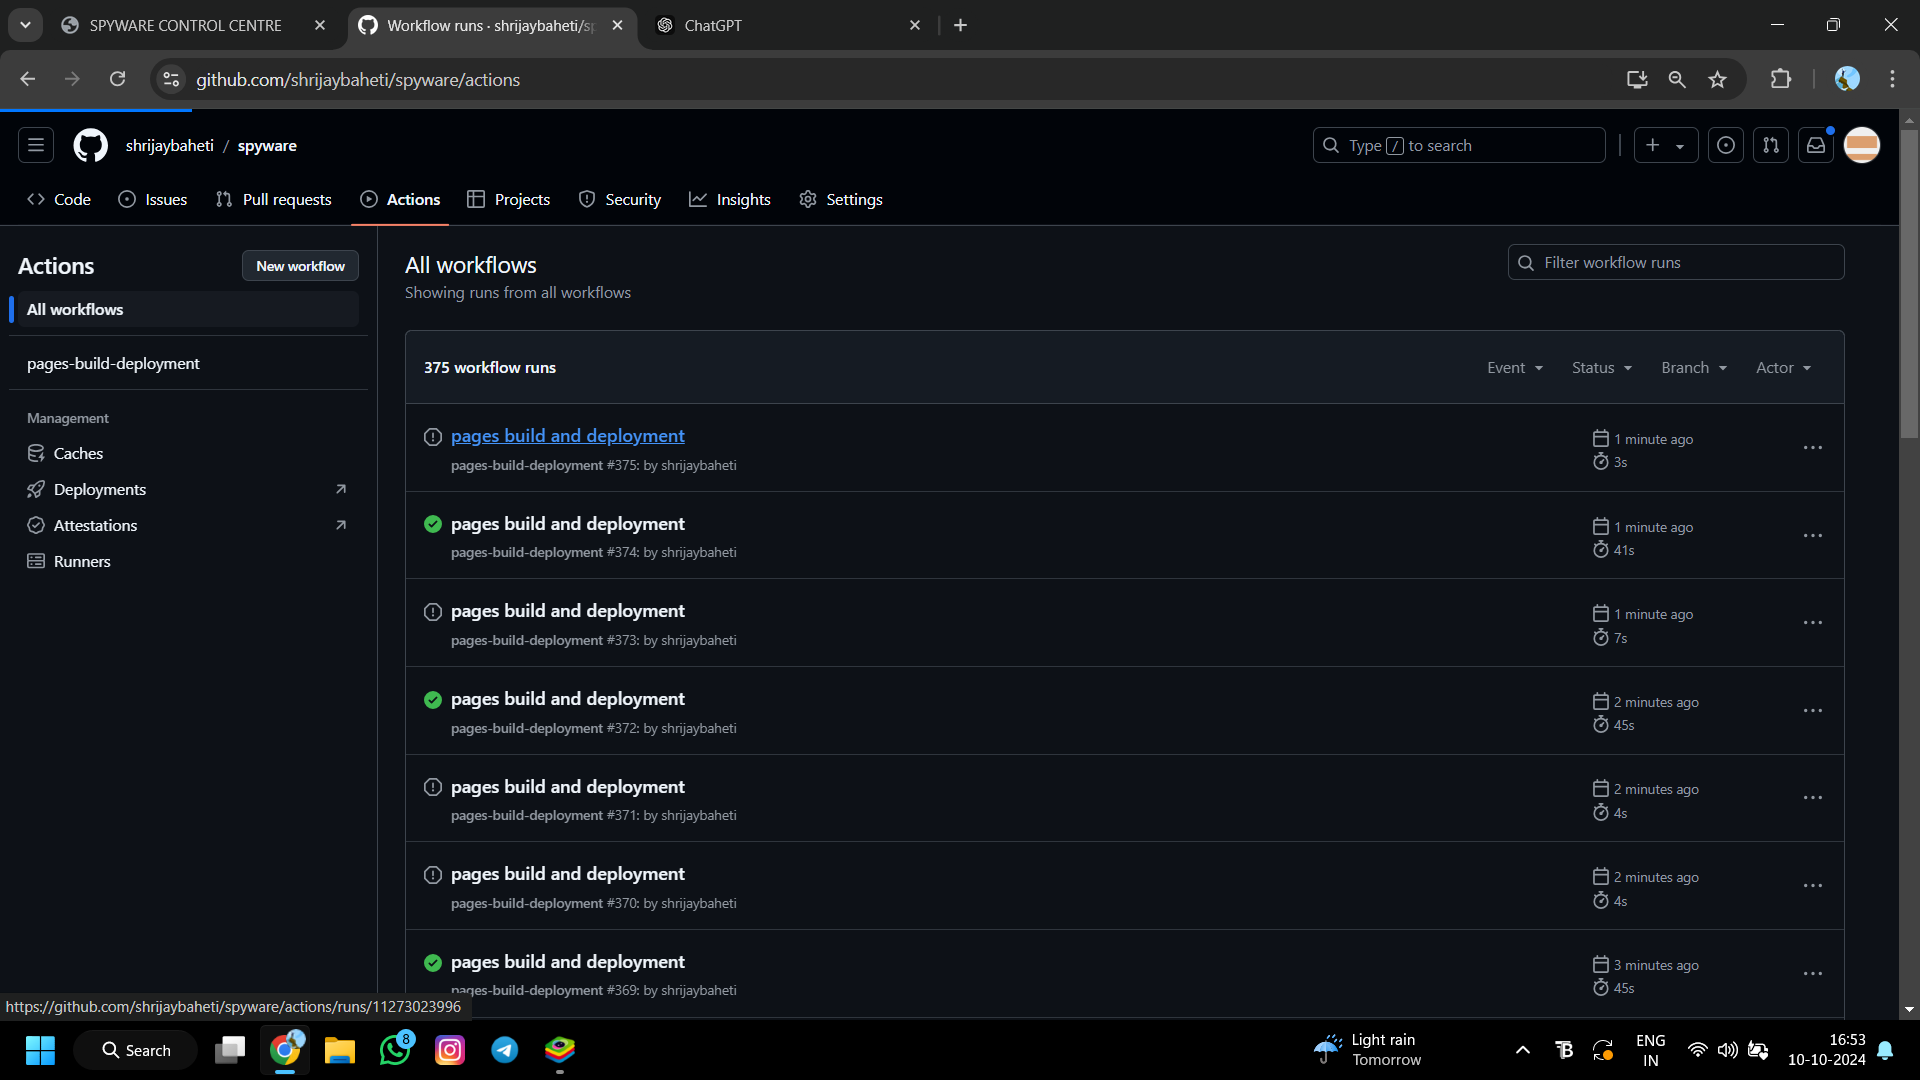 SPYWARE CONTROL CENTRE
Workflow runs · shrijaybaheti/sp
ChatGPT
github.com/shrijaybaheti/spyware/actions
shrijaybaheti / spyware
Type / to search
Code
Issues
Pull requests
Actions
Projects
Security
Insights
Settings
Actions
New workflow
All workflows
pages-build-deployment
Management
Caches
Deployments
Attestations
Runners
All workflows
Showing runs from all workflows
Filter workflow runs
375 workflow runs
Event
Status
Branch
Actor
pages build and deployment
pages-build-deployment #375: by shrijaybaheti
1 minute ago
3s
pages build and deployment
pages-build-deployment #374: by shrijaybaheti
1 minute ago
41s
pages build and deployment
pages-build-deployment #373: by shrijaybaheti
1 minute ago
7s
pages build and deployment
pages-build-deployment #372: by shrijaybaheti
2 minutes ago
45s
pages build and deployment
pages-build-deployment #371: by shrijaybaheti
2 minutes ago
4s
pages build and deployment
pages-build-deployment #370: by shrijaybaheti
2 minutes ago
4s
pages build and deployment
pages-build-deployment #369: by shrijaybaheti
3 minutes ago
45s
https://github.com/shrijaybaheti/spyware/actions/runs/11273023996
Search
8
Light rain
Tomorrow
ENG
IN
16:53
10-10-2024